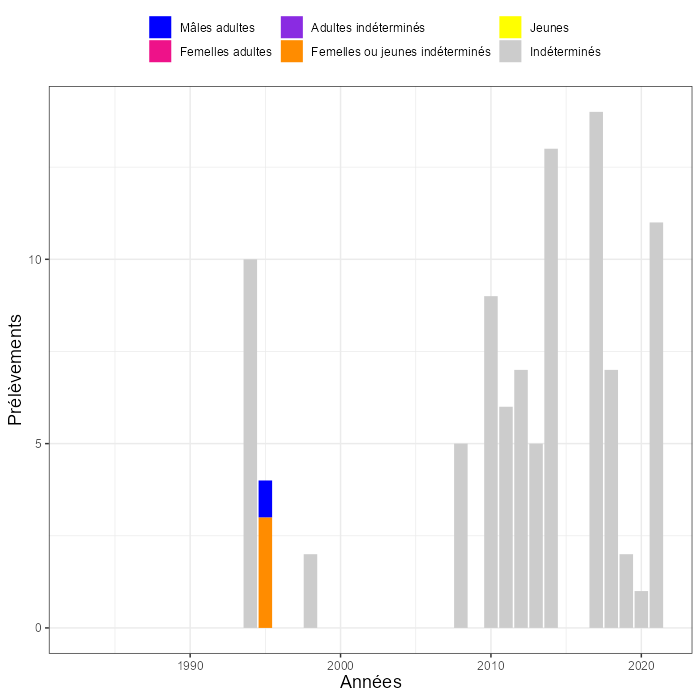 Mâles adultes Adultes indéterminés Jeunes
Femelles adultes Femelles ou jeunes indéterminés Indéterminés
10
5
0
Prélèvements
1990 2000 2010 2020
Années